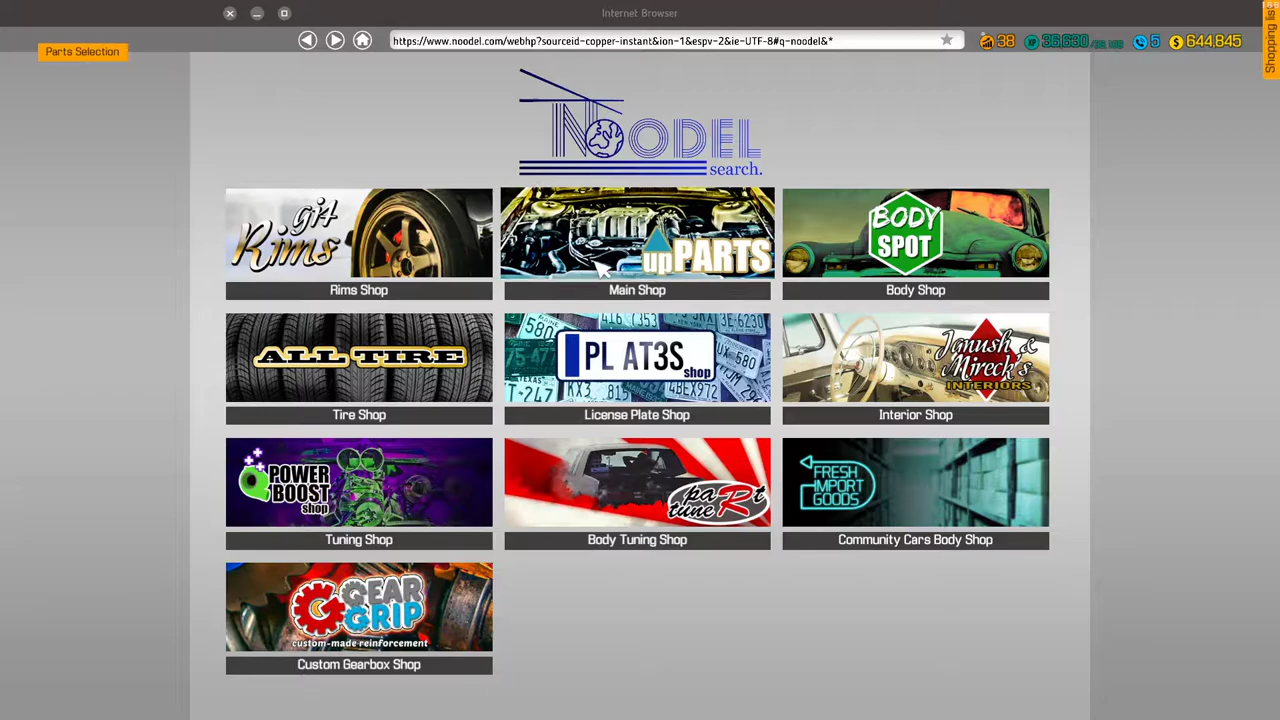 Internet Browser
https://www.noodel.com/webhp?sourceid-copper-instant&ion-1&espv-2&ie-UTF-8#q-noodel&*
38
36,630
5
644,845
Shopping list
Parts Selection
NOODEL
search.
gj4
Rims
upPARTS
BODY
SPOT
Rims Shop
Main Shop
Body Shop
ALL TIRE
PL AT3S
shop
Janush &
Mireck's
INTERIORS
Tire Shop
License Plate Shop
Interior Shop
POWER
BOOST
shop
paRt
tune
FRESH
IMPORT
GOODS
Tuning Shop
Body Tuning Shop
Community Cars Body Shop
GEAR
GRIP
custom-made reinforcement
Custom Gearbox Shop